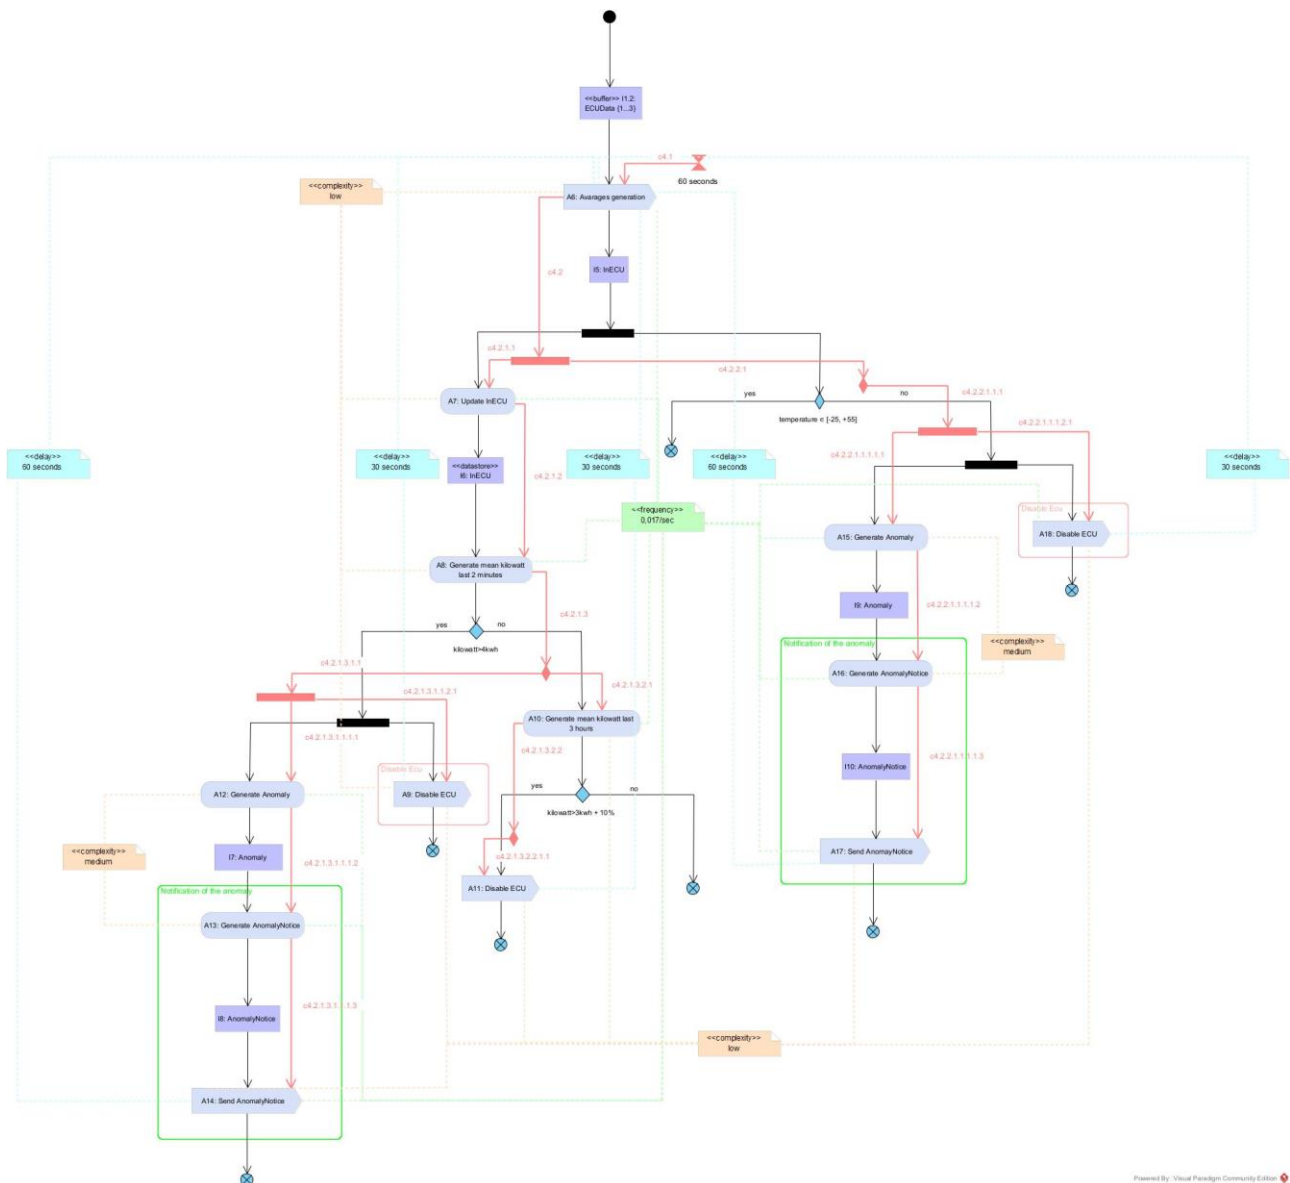 <<buffer>> I1.2:
ECUData {1...3}
c4.1
60 seconds
<<complexity>>
low
A6: Avarages generation
c4.2
I5: InECU
c4.2.1.1
c4.2.2.1
A7: Update InECU
yes
no
c4.2.2.1.1.1
temperature ∈ [-25, +55]
c4.2.2.1.1.1.1.1
c4.2.2.1.1.1.2.1
<<delay>>
60 seconds
<<delay>>
30 seconds
<<datastore>>
I6: InECU
c4.2.1.2
<<delay>>
30 seconds
<<delay>>
60 seconds
<<delay>>
30 seconds
<<frequency>>
0,017/sec
Disable Ecu
A15: Generate Anomaly
A18: Disable ECU
A8: Generate mean kilowatt
last 2 minutes
I9: Anomaly
c4.2.2.1.1.1.1.2
c4.2.1.3
yes
no
kilowatt>4kwh
Notification of the anomaly
<<complexity>>
medium
A16: Generate AnomalyNotice
c4.2.1.3.1.1
c4.2.1.3.1.1.2.1
c4.2.1.3.2.1
A10: Generate mean kilowatt last
3 hours
c4.2.1.3.1.1.1.1
c4.2.1.3.2.2
I10: AnomalyNotice
c4.2.2.1.1.1.1.3
Disable Ecu
A12: Generate Anomaly
A9: Disable ECU
yes
no
kilowatt>3kwh + 10%
<<complexity>>
medium
I7: Anomaly
c4.2.1.3.1.1.1.2
c4.2.1.3.2.2.1.1
A17: Send AnomayNotice
A11: Disable ECU
Notification of the anomaly
A13: Generate AnomalyNotice
I8: AnomalyNotice
c4.2.1.3.1.1.1.3
<<complexity>>
low
A14: Send AnomalyNotice
Powered By: Visual Paradigm Community Edition